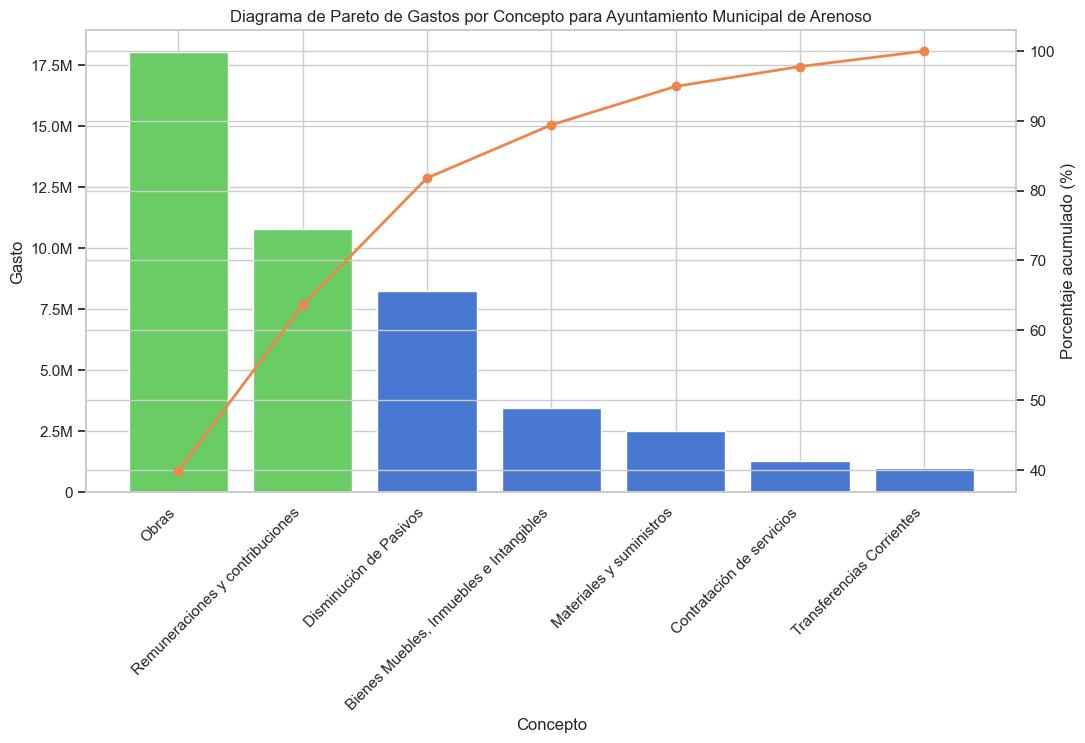 Diagrama de Pareto de Gastos por Concepto para Ayuntamiento Municipal de Arenoso
Gasto
17.5M
15.0M
12.5M
10.0M
7.5M
5.0M
2.5M
0
100
90
80
70
60
50
40
Porcentaje acumulado (%)
Obras
Remuneraciones y contribuciones
Disminución de Pasivos
Bienes Muebles, Inmuebles e Intangibles
Materiales y suministros
Contratación de servicios
Transferencias Corrientes
Concepto